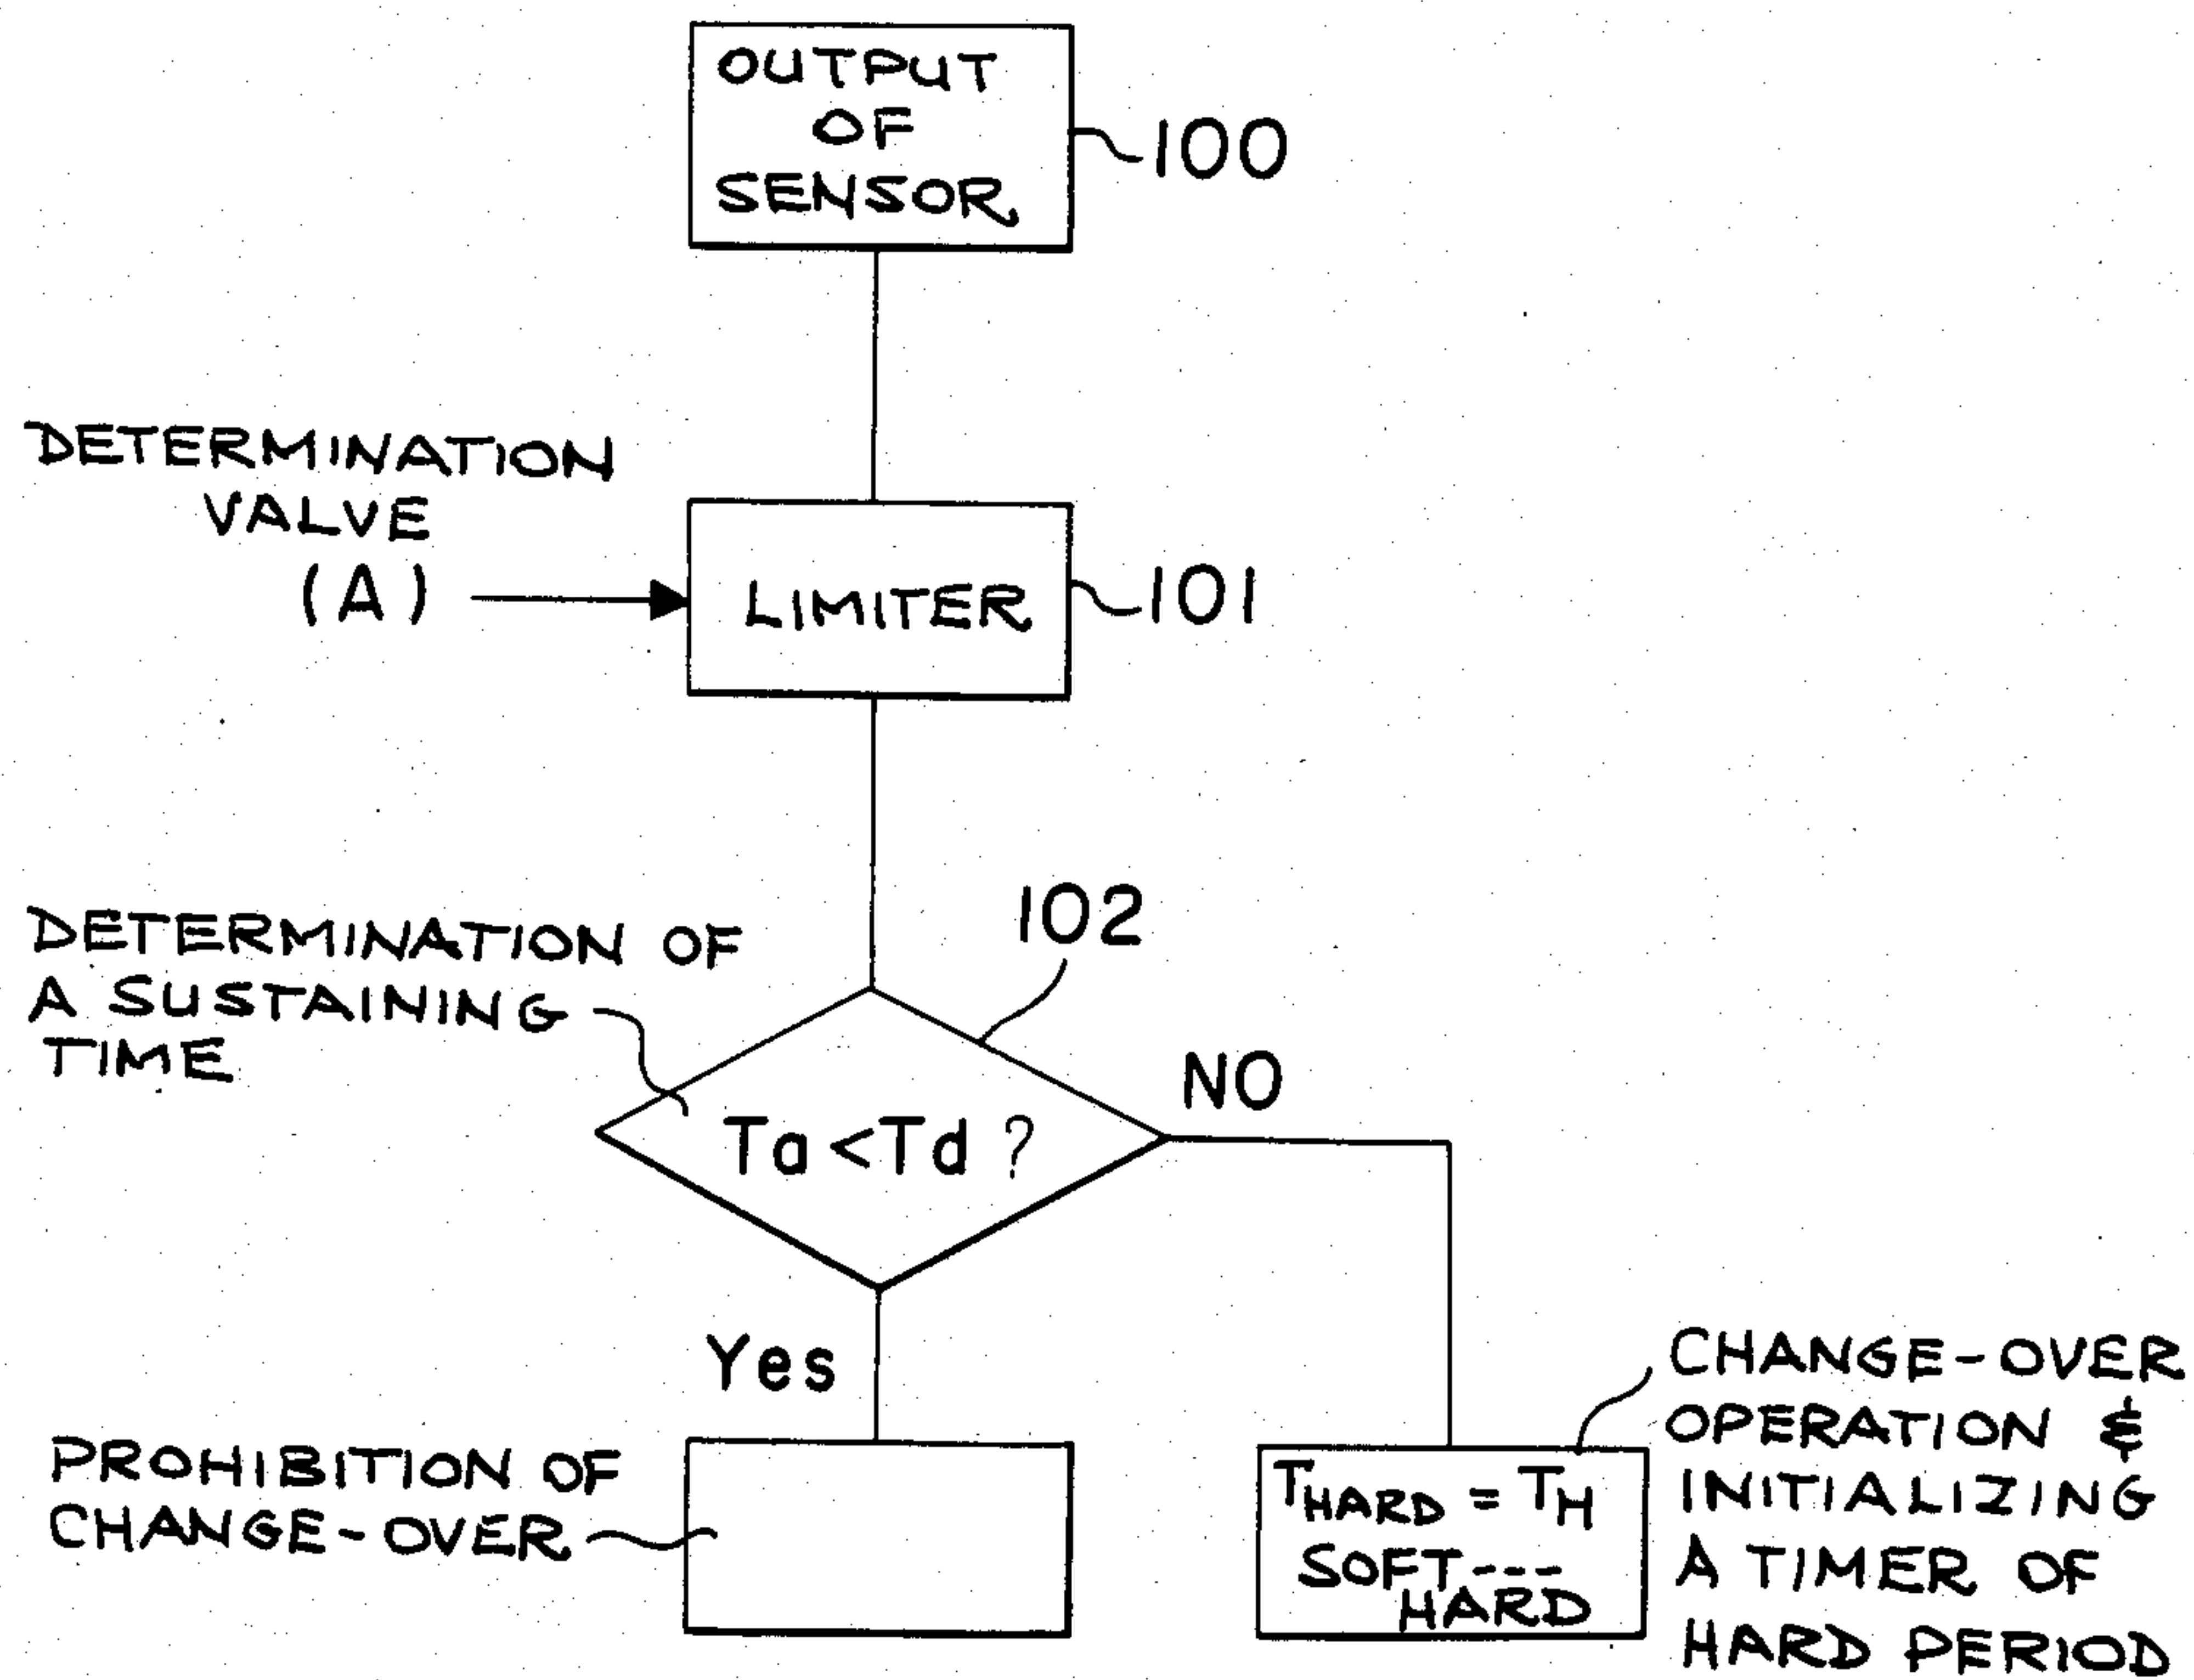 OUTPUT
OF
SENSOR
100
DETERMINATION
VALVE
(A)
LIMITER
101
DETERMINATION OF
A SUSTAINING
TIME
102
Ta<Td ?
NO
Yes
PROHIBITION OF
CHANGE-OVER
THARD = TH
SOFT---
HARD
CHANGE-OVER
OPERATION &
INITIALIZING
A TIMER OF
HARD PERIOD